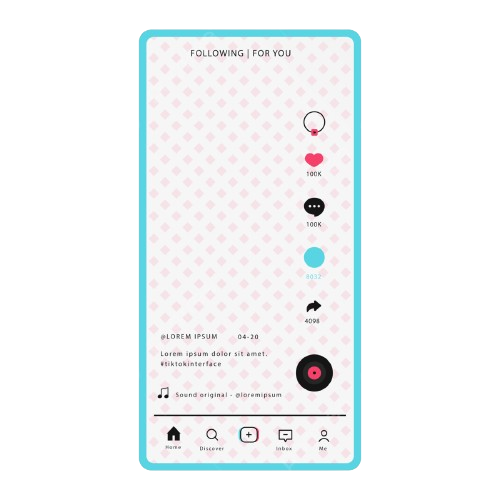 FOLLOWING | FOR YOU
100K
100K
4832
4098
@LOREM IPSUM 04-20
Lorem ipsum dolor sit amet.
#tiktokinterface
Sound original - @loremipsum
Home Discover Inbox Me